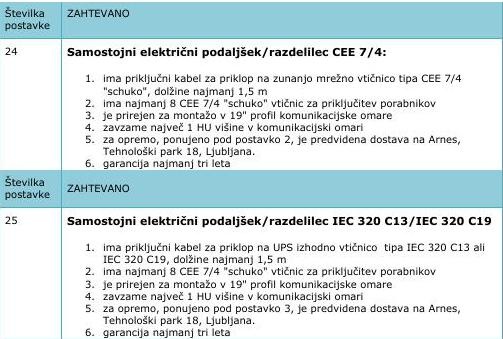 Številka ZAHTEVANO
postavke
24 Samostojni električni podaljšek/razdelilec CEE 7/4:
1. ima priključni kabel za priklop na zunanjo mrežno vtičnico tipa CEE 7/4
"schuko", dolžine najmanj 1,5 m
2. ima najmanj 8 CEE 7/4 "schuko" vtičnic za priključitev porabnikov
3. je prirejen za montažo v 19" profil komunikacijske omare
4. zavzame največ 1 HU višine v komunikacijski omari
5. za opremo, ponujeno pod postavko 2, je predvidena dostava na Arnes,
Tehnološki park 18, Ljubljana.
6. garancija najmanj tri leta
Številka ZAHTEVANO
postavke
25 Samostojni električni podaljšek/razdelilec IEC 320 C13/IEC 320 C19
1. ima priključni kabel za priklop na UPS izhodno vtičnico tipa IEC 320 C13 ali
IEC 320 C19, dolžine najmanj 1,5 m
2. ima najmanj 8 CEE 7/4 "schuko" vtičnic za priključitev porabnikov
3. je prirejen za montažo v 19" profil komunikacijske omare
4. zavzame največ 1 HU višine v komunikacijski omari
5. za opremo, ponujeno pod postavko 3, je predvidena dostava na Arnes,
Tehnološki park 18, Ljubljana.
6. garancija najmanj tri leta